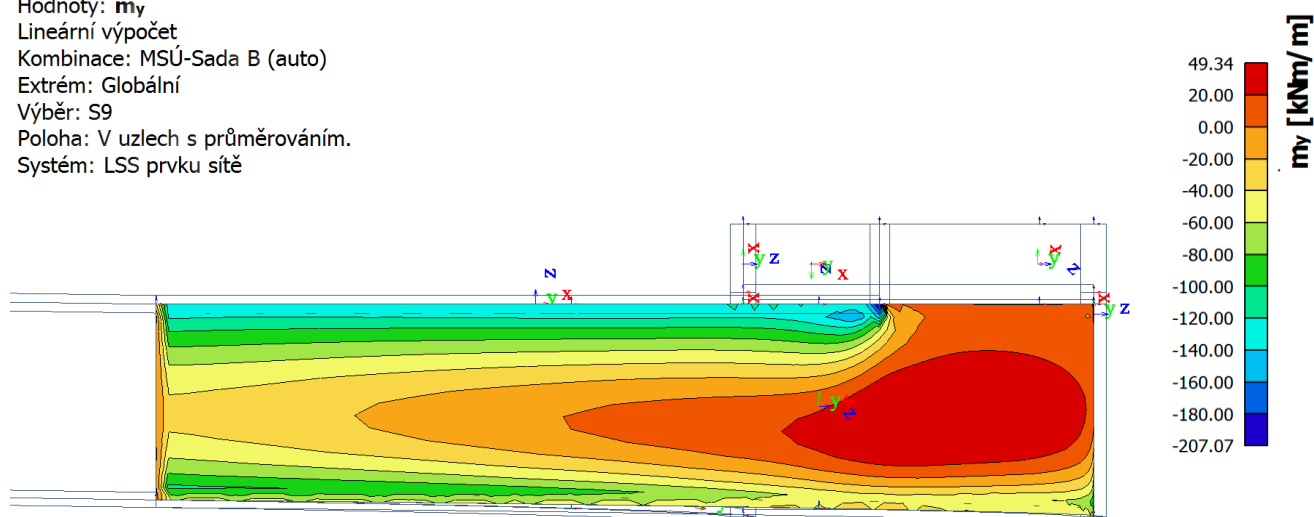 Hodnoty: my
Lineární výpočet
Kombinace: MSÚ-Sada B (auto)
Extrém: Globální
Výběr: S9
Poloha: V uzlech s průměrováním.
Systém: LSS prvku sítě
my [kNm/m]
49.34
20.00
0.00
-20.00
-40.00
-60.00
-80.00
-100.00
-120.00
-140.00
-160.00
-180.00
-207.07
x
y z
z
y
x
x
y
z
z
y x
x
x
y z
y
z